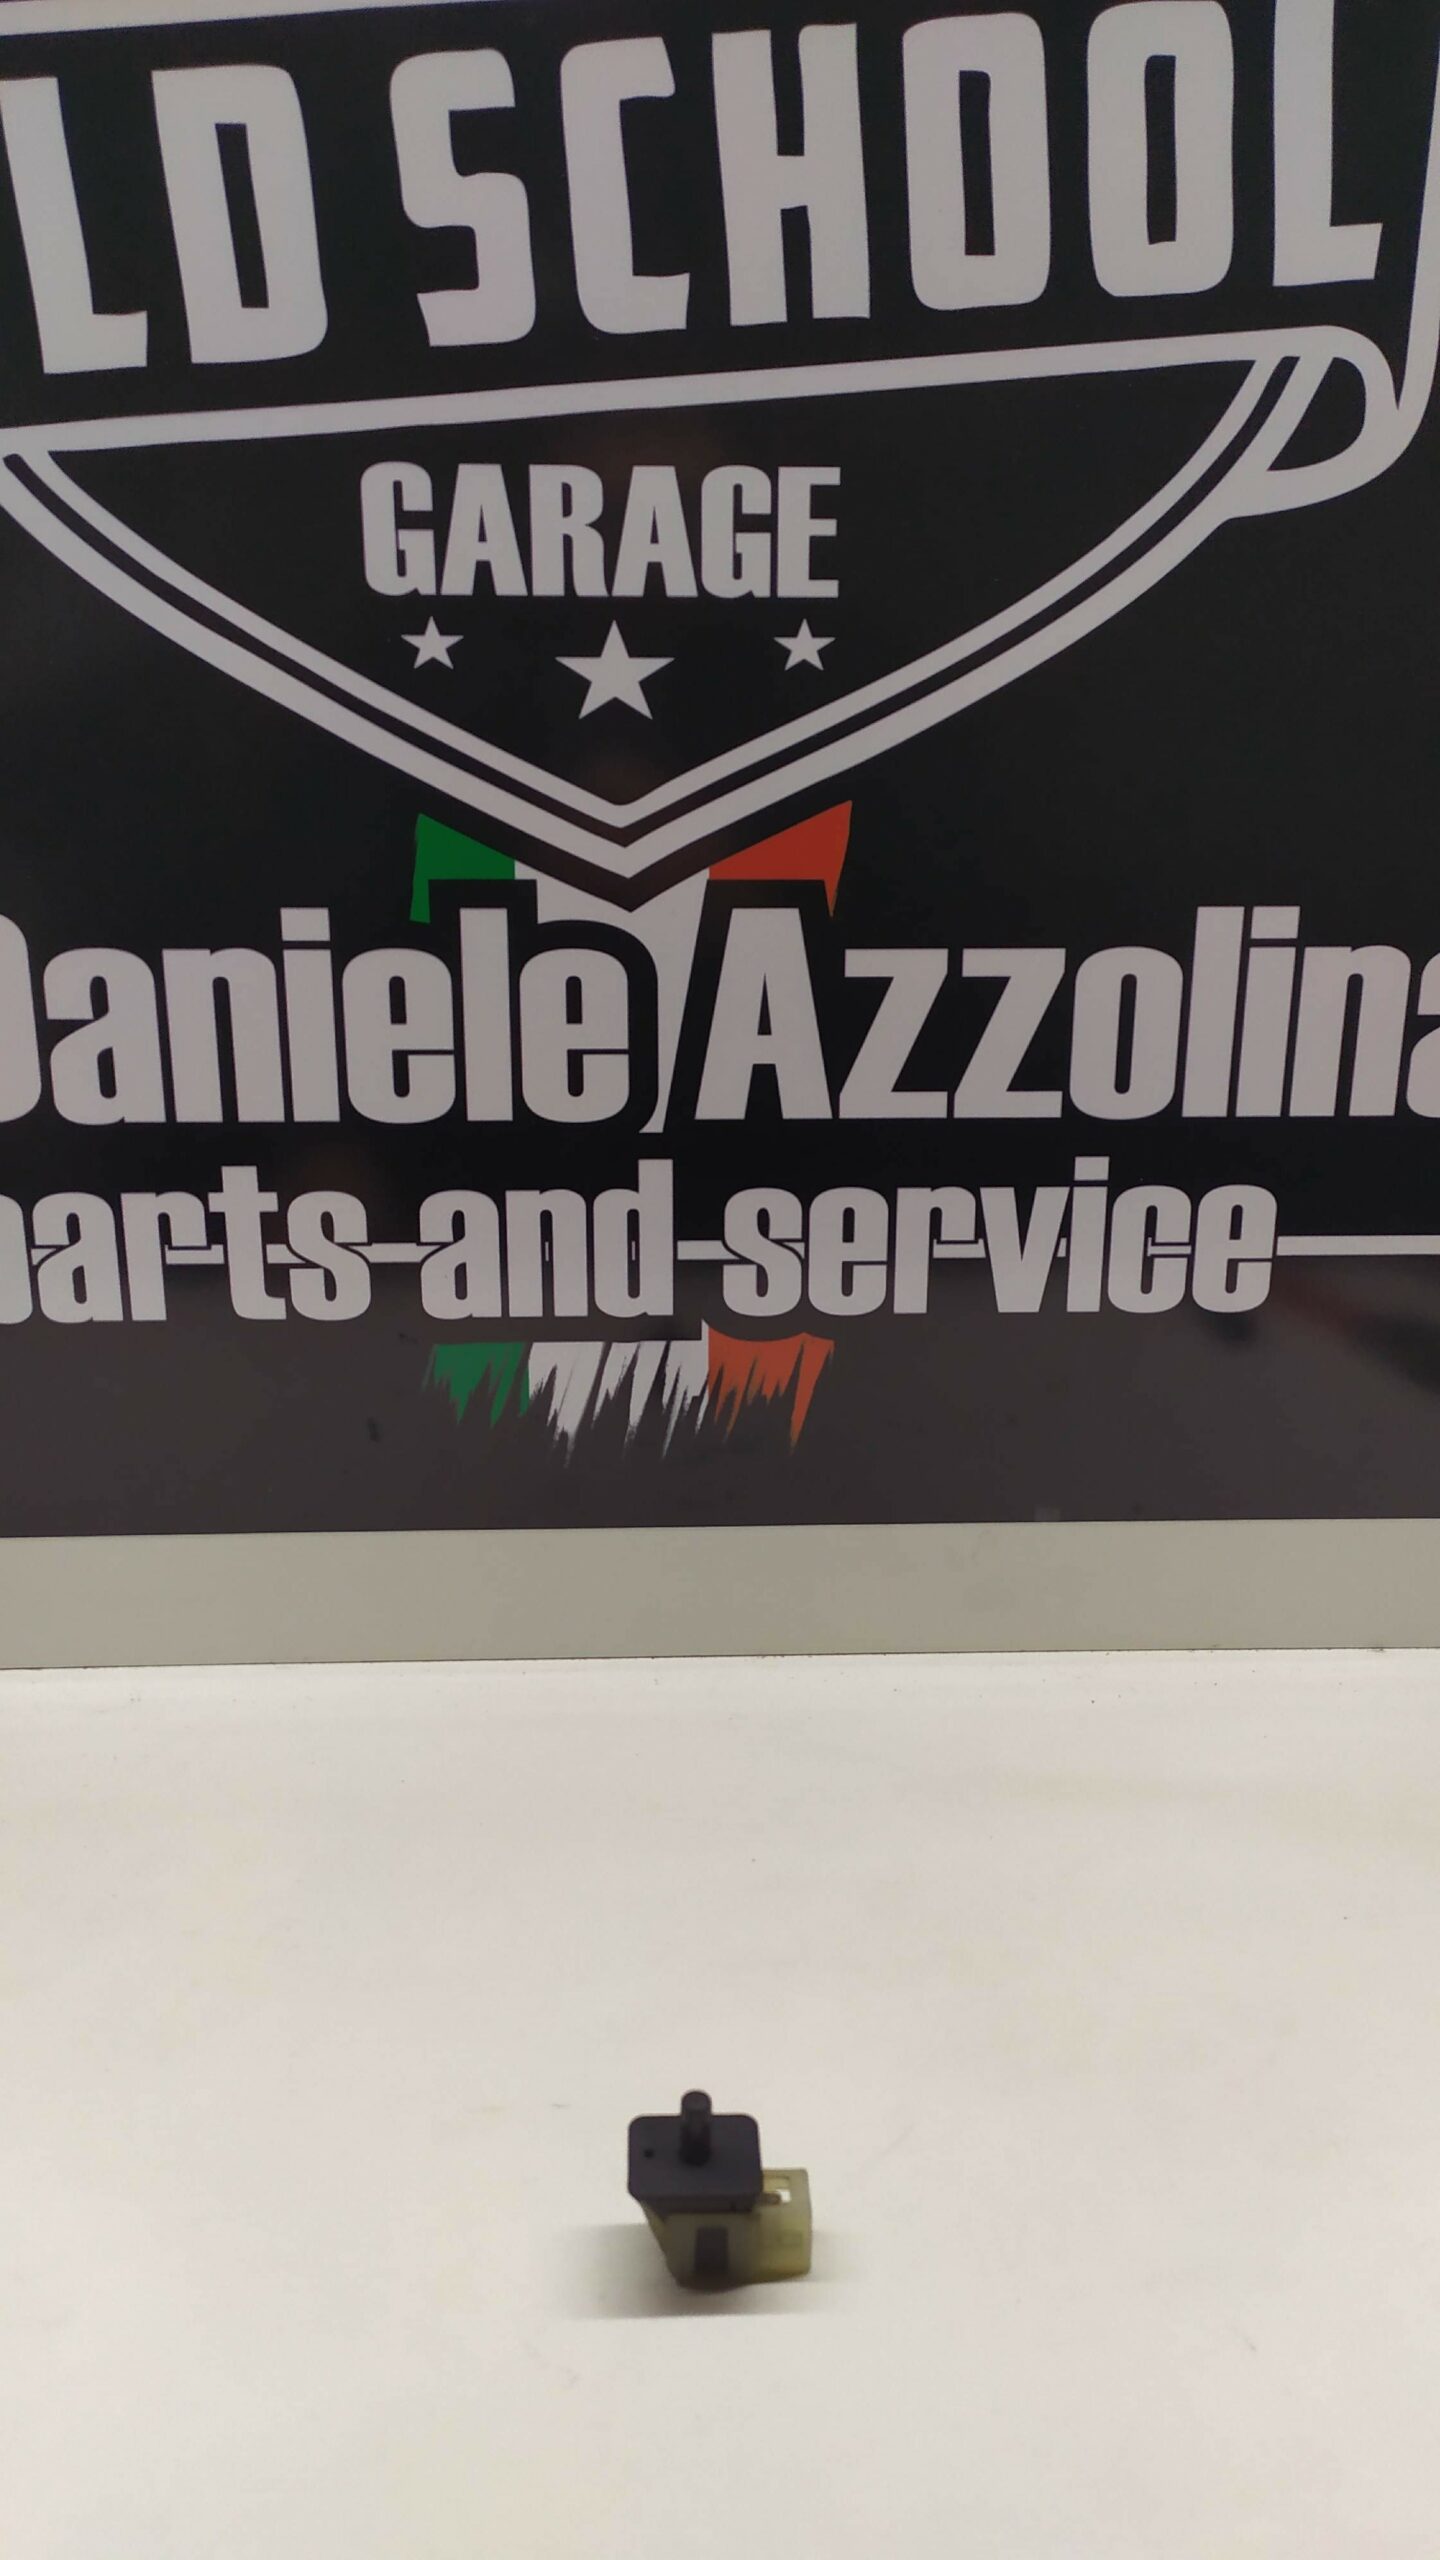 LD SCHOOL
GARAGE
Daniele Azzolina
parts and service